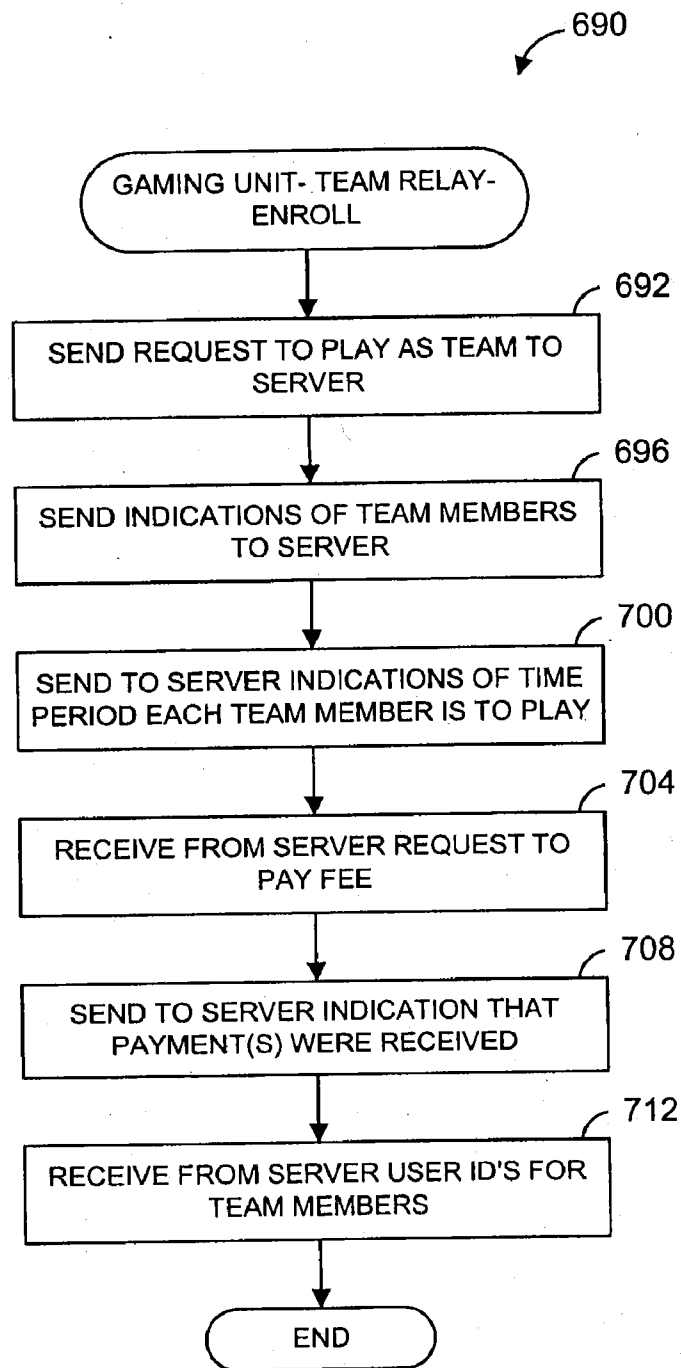 690
GAMING UNIT- TEAM RELAY-
ENROLL
692
SEND REQUEST TO PLAY AS TEAM TO
SERVER
696
SEND INDICATIONS OF TEAM MEMBERS
TO SERVER
700
SEND TO SERVER INDICATIONS OF TIME
PERIOD EACH TEAM MEMBER IS TO PLAY
704
RECEIVE FROM SERVER REQUEST TO
PAY FEE
708
SEND TO SERVER INDICATION THAT
PAYMENT(S) WERE RECEIVED
712
RECEIVE FROM SERVER USER ID'S FOR
TEAM MEMBERS
END